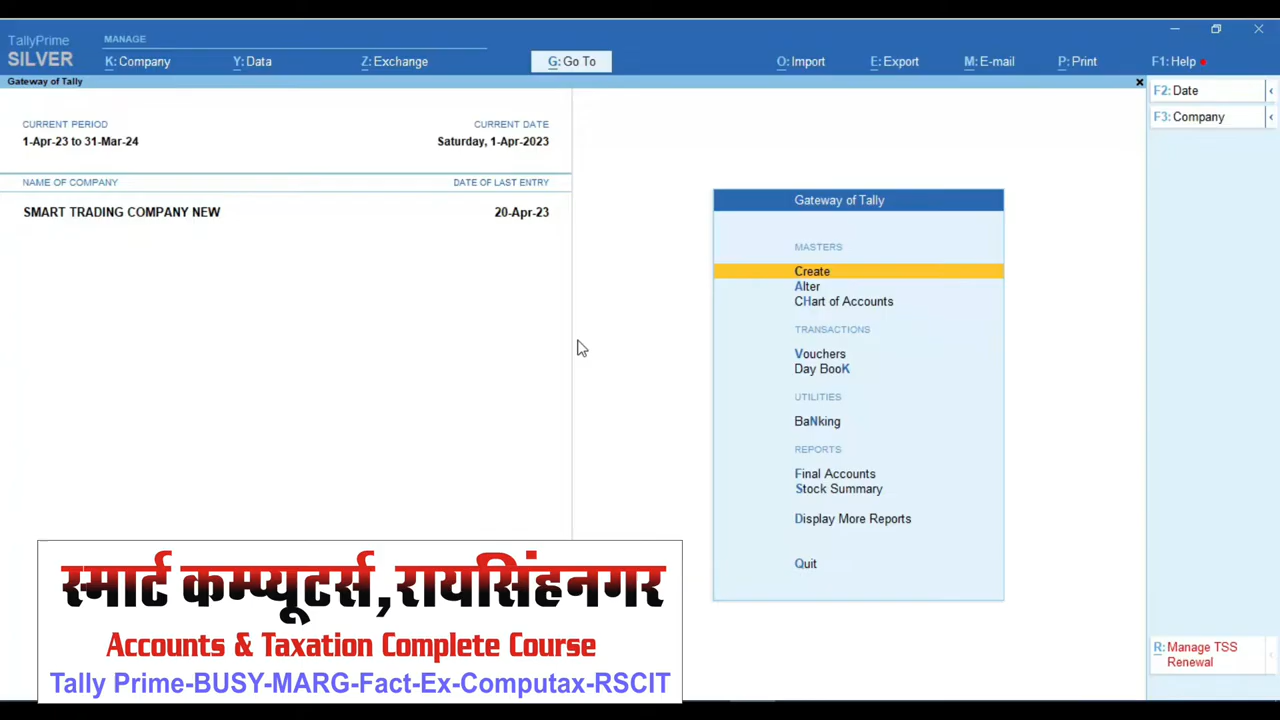 TallyPrime
SILVER
MANAGE
K: Company
Y: Data
Z: Exchange
G: Go To
O: Import
E: Export
M: E-mail
P: Print
F1: Help
Gateway of Tally
F2: Date
F3: Company
CURRENT PERIOD
CURRENT DATE
1-Apr-23 to 31-Mar-24
Saturday, 1-Apr-2023
NAME OF COMPANY
DATE OF LAST ENTRY
SMART TRADING COMPANY NEW
20-Apr-23
Gateway of Tally
MASTERS
Create
Alter
CHart of Accounts
TRANSACTIONS
Vouchers
Day BooK
UTILITIES
BaNking
REPORTS
Final Accounts
Stock Summary
Display More Reports
Quit
R: Manage TSS
Renewal
स्मार्ट कम्प्यूटर्स,रायसिंहनगर
Accounts & Taxation Complete Course
Tally Prime-BUSY-MARG-Fact-Ex-Computax-RSCIT